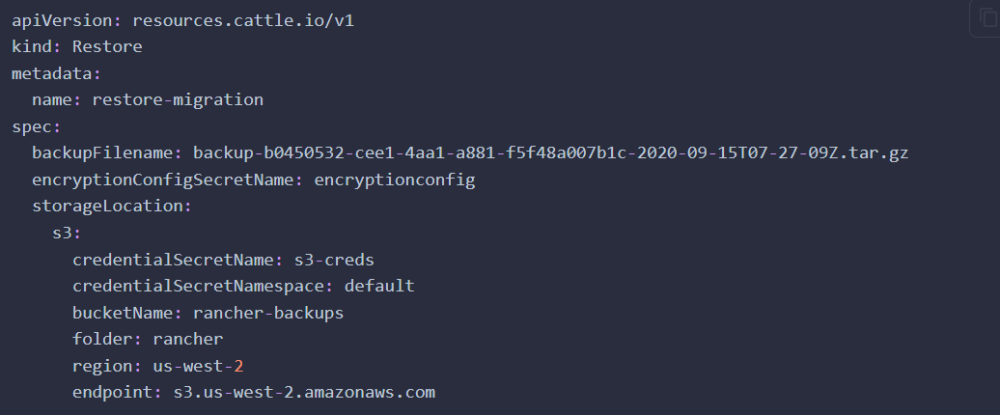 apiVersion: resources.cattle.io/v1
kind: Restore
metadata:
  name: restore-migration
spec:
  backupFilename: backup-b0450532-cee1-4aa1-a881-f5f48a007b1c-2020-09-15T07-27-09Z.tar.gz
  encryptionConfigSecretName: encryptionconfig
  storageLocation:
    s3:
      credentialSecretName: s3-creds
      credentialSecretNamespace: default
      bucketName: rancher-backups
      folder: rancher
      region: us-west-2
      endpoint: s3.us-west-2.amazonaws.com